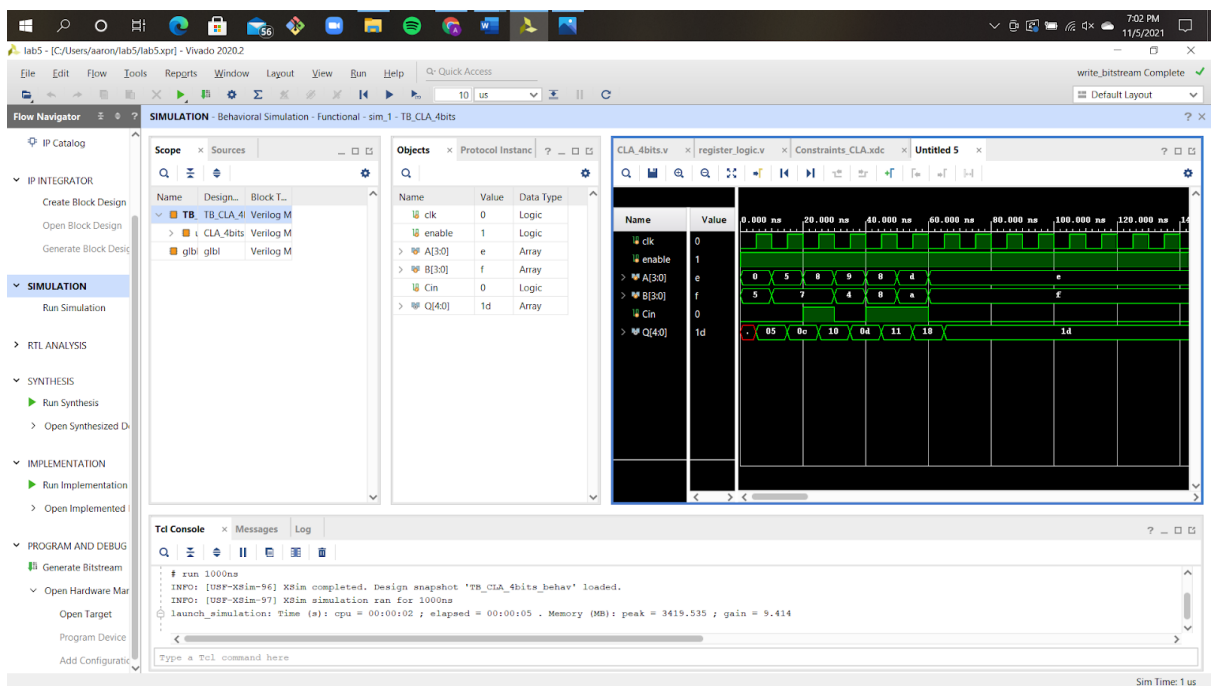 56
7:02 PM
11/5/2021
lab5 - [C:/Users/aaron/lab5/lab5.xpr] - Vivado 2020.2
File Edit Flow Tools Reports Window Layout View Run Help Q- Quick Access
write_bitstream Complete
10 us
Default Layout
Flow Navigator
SIMULATION - Behavioral Simulation - Functional - sim_1 - TB_CLA_4bits
IP Catalog
IP INTEGRATOR
Create Block Design
Open Block Design
Generate Block Desig
SIMULATION
Run Simulation
RTL ANALYSIS
SYNTHESIS
Run Synthesis
Open Synthesized De
IMPLEMENTATION
Run Implementation
Open Implemented
PROGRAM AND DEBUG
Generate Bitstream
Open Hardware Mar
Open Target
Program Device
Add Configuratic
Scope Sources
Name Design... Block T...
TB_ TB_CLA_4l Verilog M
CLA_4bits Verilog M
glbl glbl Verilog M
Objects Protocol Instanc
Name Value Data Type
clk 0 Logic
enable 1 Logic
A[3:0] e Array
B[3:0] f Array
Cin 0 Logic
Q[4:0] 1d Array
CLA_4bits.v register_logic.v Constraints_CLA.xdc Untitled 5
Name Value 0.000 ns 20.000 ns 40.000 ns 60.000 ns 80.000 ns 100.000 ns 120.000 ns 14
clk 0
enable 1
A[3:0] e 0 5 8 9 8 d e
B[3:0] f 5 7 4 8 a f
Cin 0
Q[4:0] 1d . 05 0c 10 0d 11 18 1d
Tcl Console Messages Log
# run 1000ns
INFO: [USF-XSim-96] XSim completed. Design snapshot 'TB_CLA_4bits_behav' loaded.
INFO: [USF-XSim-97] XSim simulation ran for 1000ns
launch_simulation: Time (s): cpu = 00:00:02 ; elapsed = 00:00:05 . Memory (MB): peak = 3419.535 ; gain = 9.414
Type a Tcl command here
Sim Time: 1 us